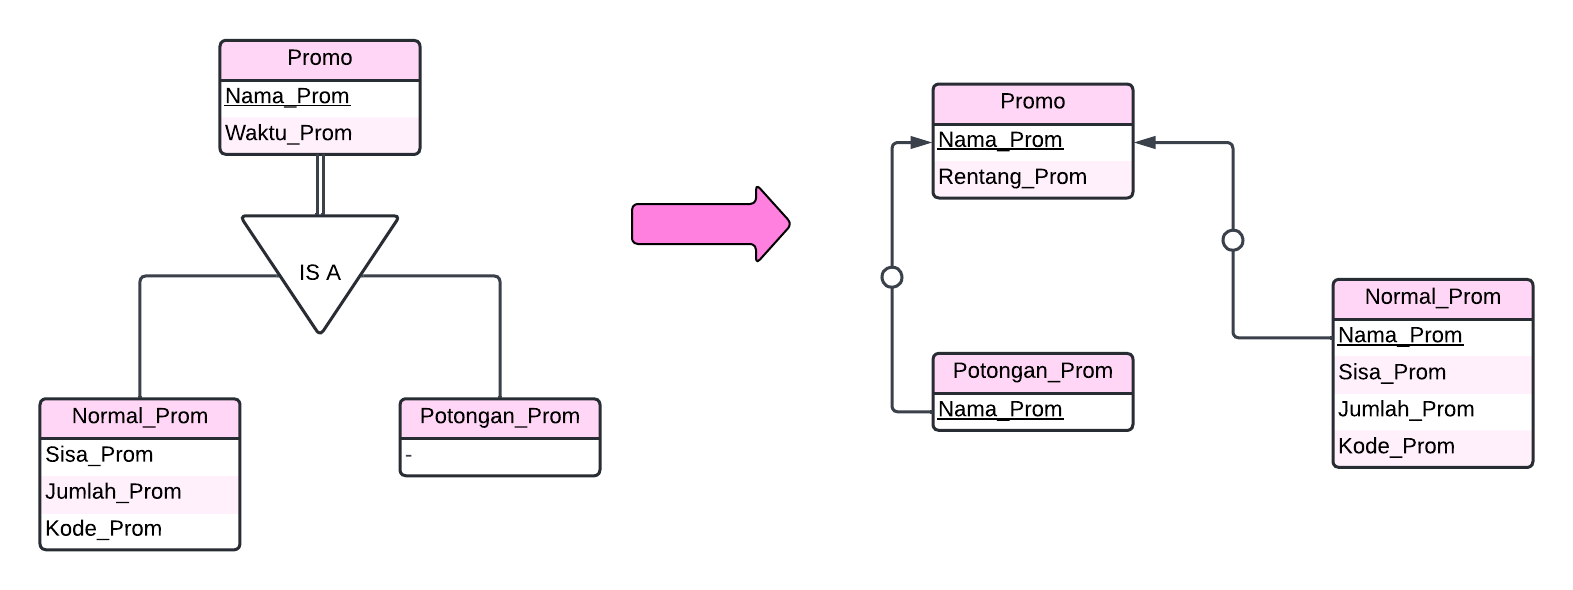 Promo
Nama_Prom
Waktu_Prom
IS A
Normal_Prom
Sisa_Prom
Jumlah_Prom
Kode_Prom
Potongan_Prom
-
Promo
Nama_Prom
Rentang_Prom
Potongan_Prom
Nama_Prom
Normal_Prom
Nama_Prom
Sisa_Prom
Jumlah_Prom
Kode_Prom